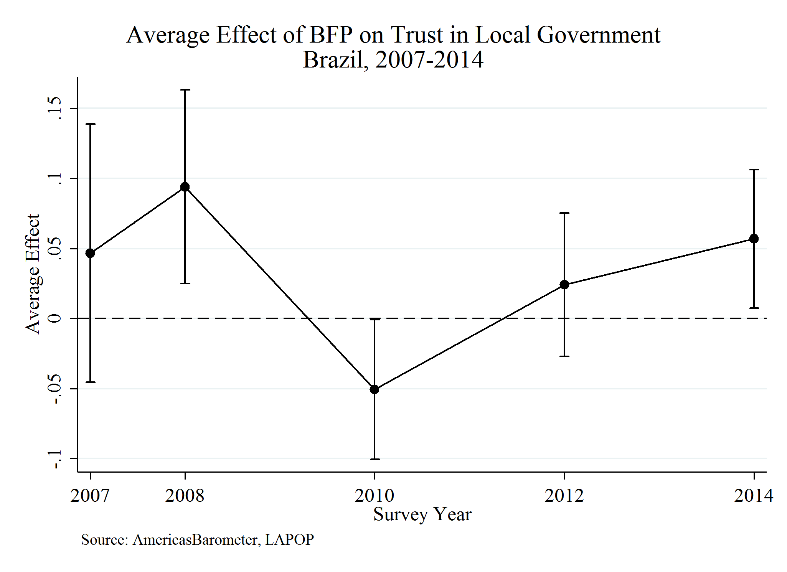 Average Effect of BFP on Trust in Local Government
Brazil, 2007-2014
Average Effect
.15
.1
.05
0
-.05
-.1
2007 2008 2010 2012 2014
Survey Year
Source: AmericasBarometer, LAPOP